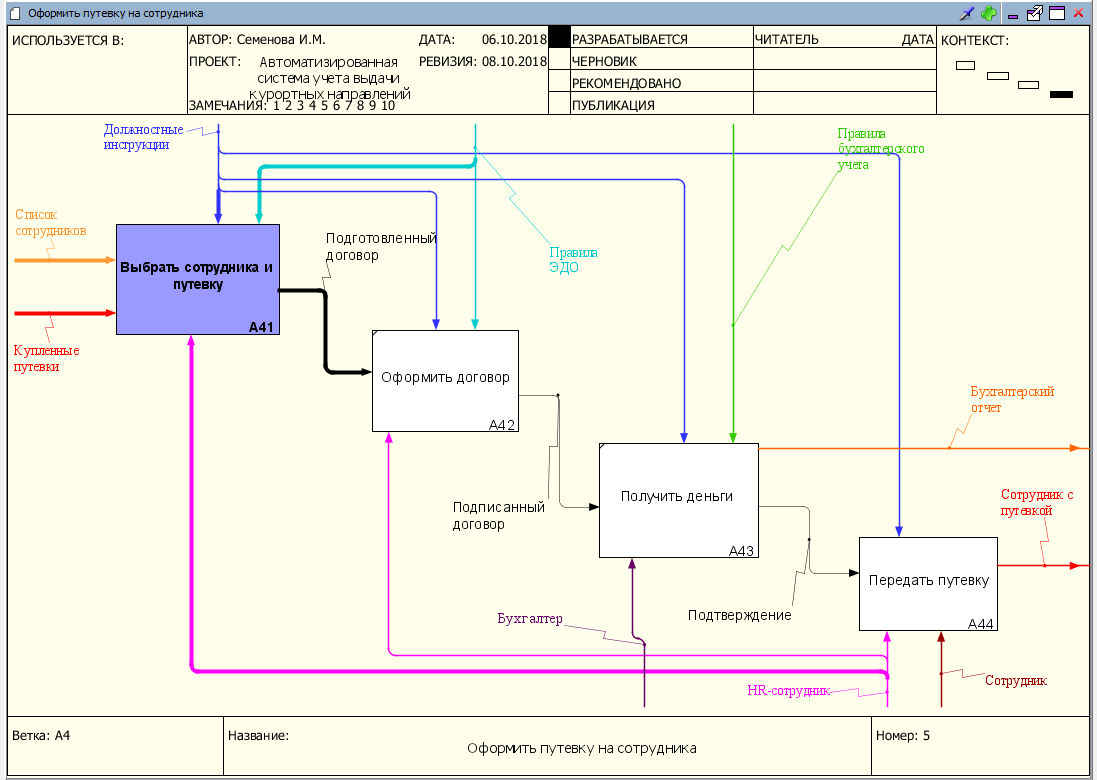 Оформить путевку на сотрудника
ИСПОЛЬЗУЕТСЯ В:
АВТОР: Семенова И.М.
ДАТА: 06.10.2018
ПРОЕКТ: Автоматизированная
система учета выдачи
курортных направлений
РЕВИЗИЯ: 08.10.2018
ЗАМЕЧАНИЯ: 1 2 3 4 5 6 7 8 9 10
РАЗРАБАТЫВАЕТСЯ
ЧЕРНОВИК
РЕКОМЕНДОВАНО
ПУБЛИКАЦИЯ
ЧИТАТЕЛЬ
ДАТА
КОНТЕКСТ:
Должностные
инструкции
Правила
бухгалтерского
учета
Список
сотрудников
Подготовленный
договор
Правила
ЭДО
Выбрать сотрудника и
путевку
A41
Купленные
путевки
Оформить договор
A42
Бухгалтерский
отчет
Подписанный
договор
Получить деньги
A43
Сотрудник с
путевкой
Передать путевку
A44
Бухгалтер
Подтверждение
HR-сотрудник
Сотрудник
Ветка: A4
Название:
Оформить путевку на сотрудника
Номер: 5